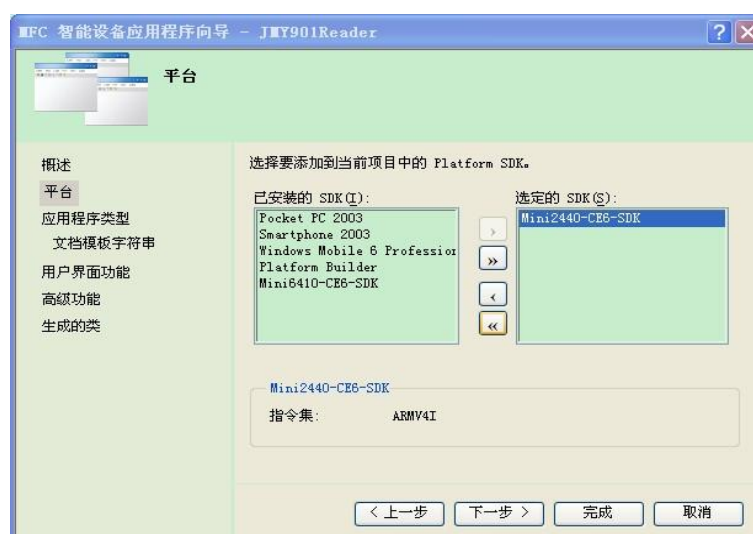 MFC 智能设备应用程序向导 - JMY901Reader
平台
概述
平台
应用程序类型
文档模板字符串
用户界面功能
高级功能
生成的类
选择要添加到当前项目中的 Platform SDK。
已安装的 SDK(I):
Pocket PC 2003
Smartphone 2003
Windows Mobile 6 Profession
Platform Builder
Mini6410-CE6-SDK
选定的 SDK(S):
Mini2440-CE6-SDK
Mini2440-CE6-SDK
指令集: ARMV4I
< 上一步 下一步 > 完成 取消